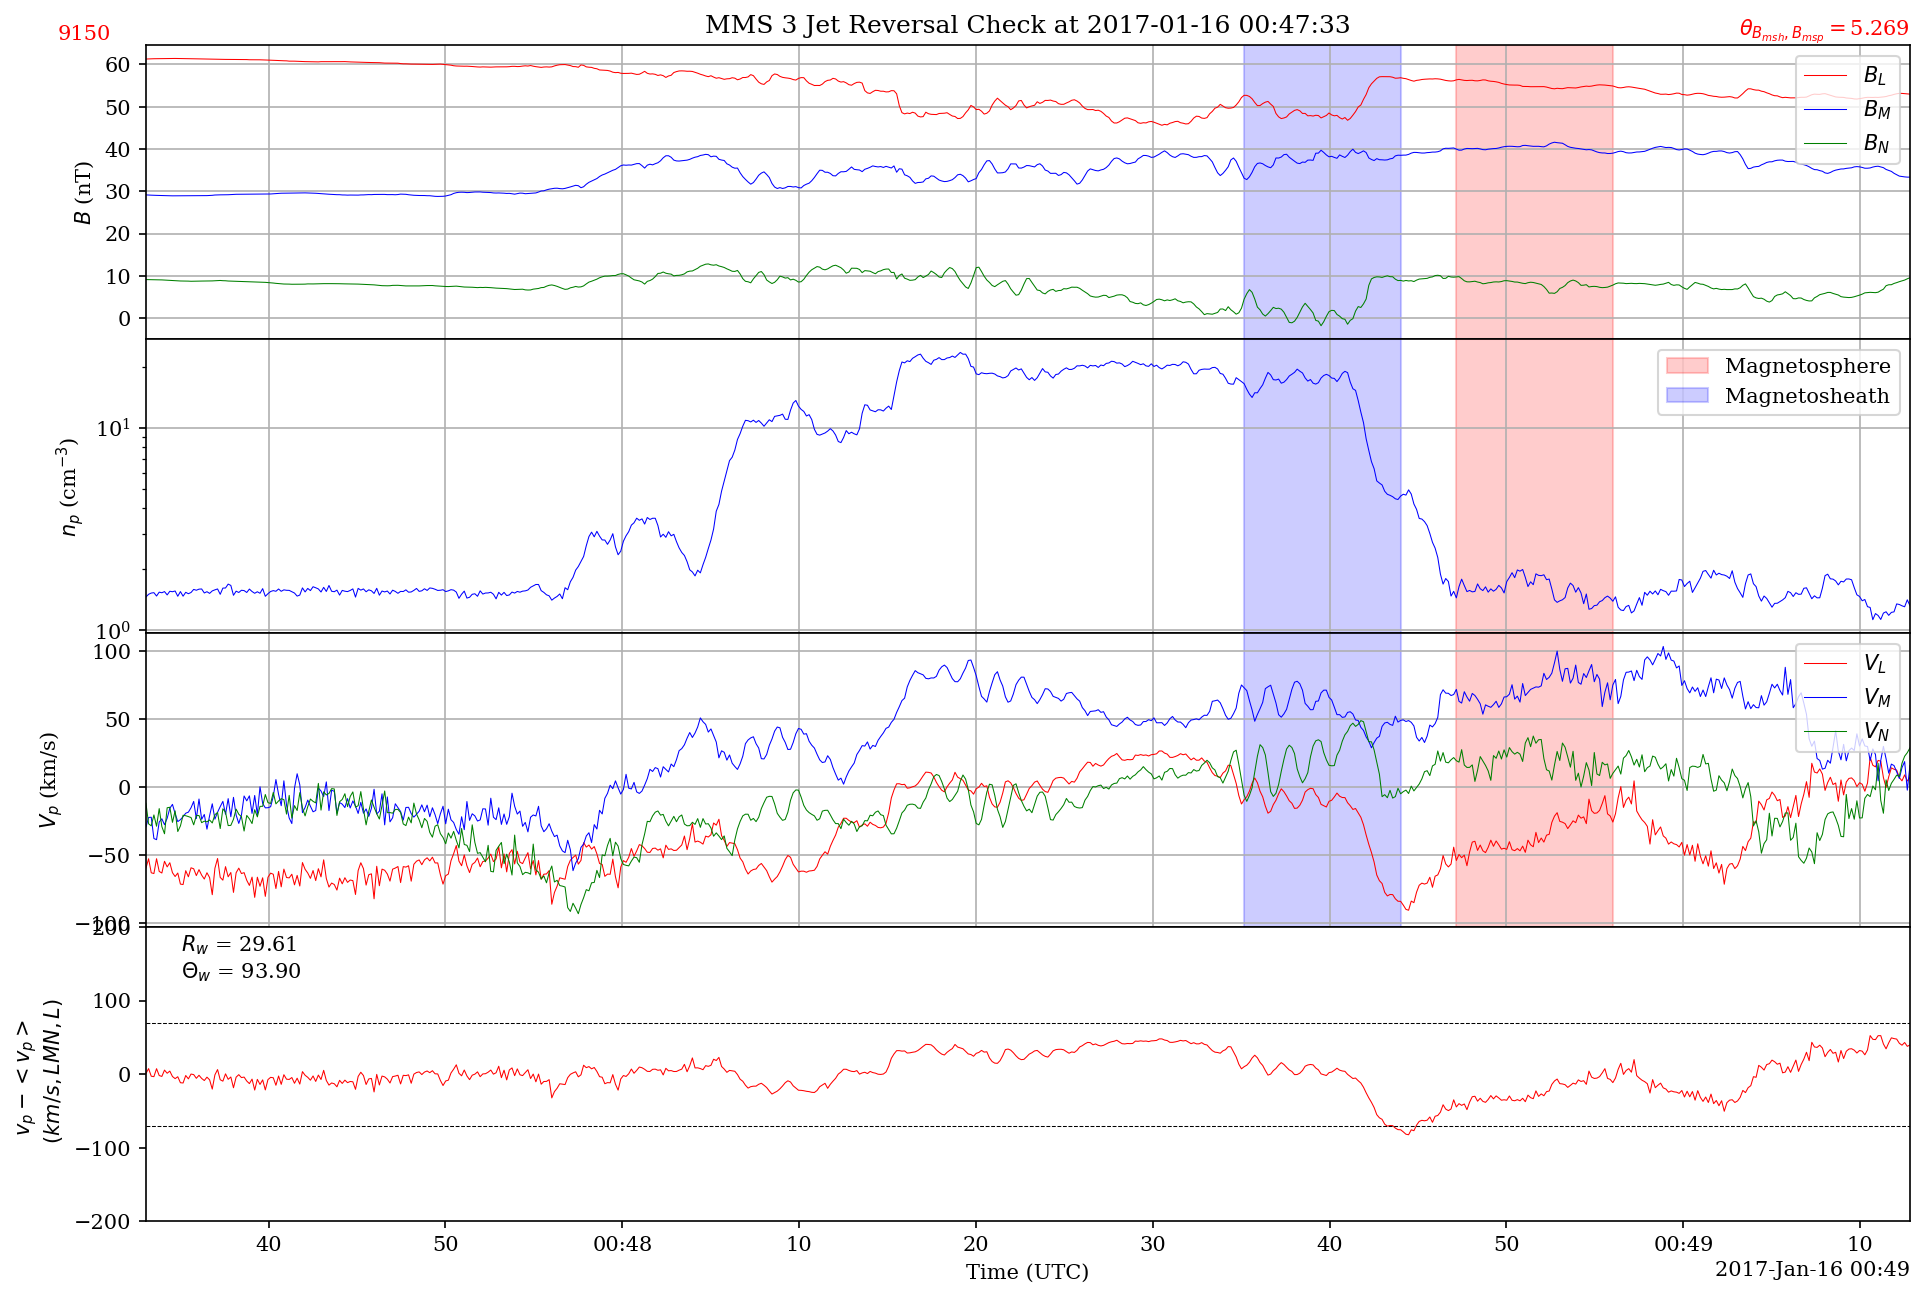 9150
MMS 3 Jet Reversal Check at 2017-01-16 00:47:33
θ_{B_{msh}, B_{msp}} = 5.269
B (nT)
60
50
40
30
20
10
0
B_L
B_M
B_N
n_p (cm^{-3})
10^1
10^0
Magnetosphere
Magnetosheath
V_p (km/s)
100
50
0
−50
−100
V_L
V_M
V_N
v_p − < v_p >
(km/s, LMN, L)
200
100
0
−100
−200
R_w = 29.61
Θ_w = 93.90
40 50 00:48 10 20 30 40 50 00:49 10
Time (UTC)
2017-Jan-16 00:49